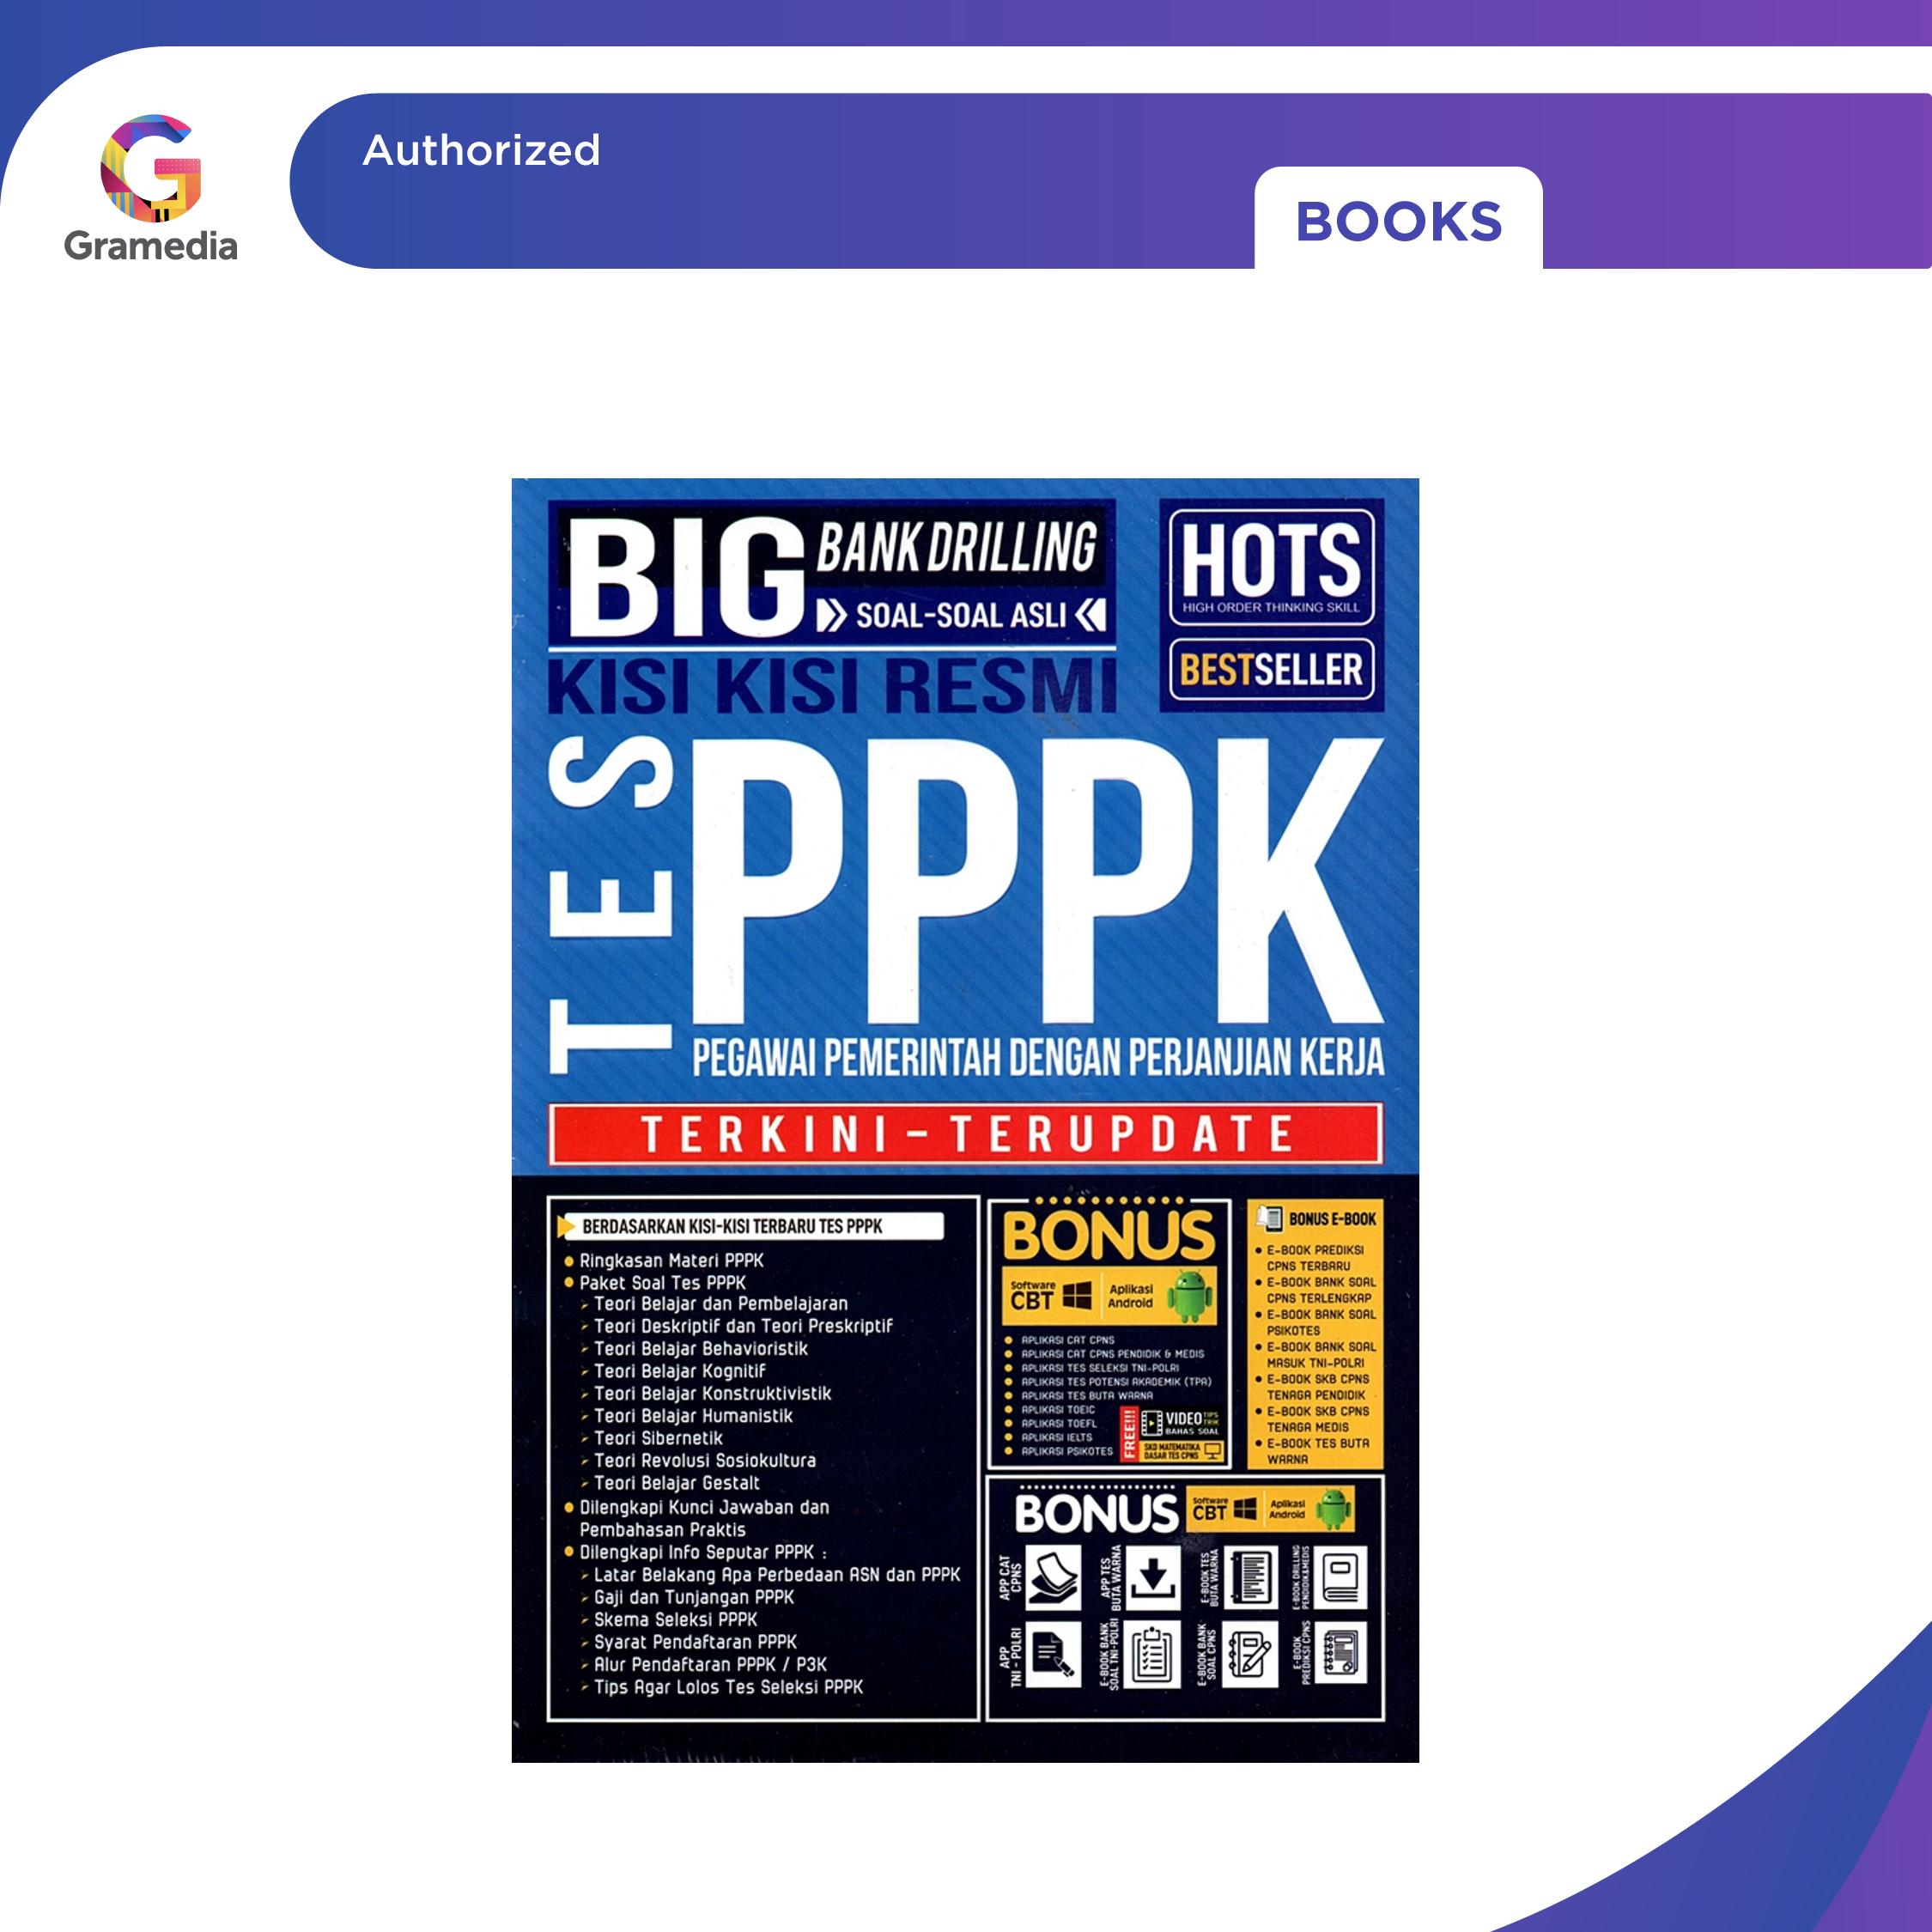 Gramedia
Authorized
BOOKS
BIG BANK DRILLING
SOAL-SOAL ASLI
KISI KISI RESMI
HOTS
HIGH ORDER THINKING SKILL
BESTSELLER
TES
PPPK
PEGAWAI PEMERINTAH DENGAN PERJANJIAN KERJA
TERKINI-TERUPDATE
BERDASARKAN KISI-KISI TERBARU TES PPPK
Ringkasan Materi PPPK
Paket Soal Tes PPPK
Teori Belajar dan Pembelajaran
Teori Deskriptif dan Teori Preskriptif
Teori Belajar Behavioristik
Teori Belajar Kognitif
Teori Belajar Konstruktivistik
Teori Belajar Humanistik
Teori Sibernetik
Teori Revolusi Sosiokultura
Teori Belajar Gestalt
Dilengkapi Kunci Jawaban dan
Pembahasan Praktis
Dilengkapi Info Seputar PPPK :
Latar Belakang Apa Perbedaan ASN dan PPPK
Gaji dan Tunjangan PPPK
Skema Seleksi PPPK
Syarat Pendaftaran PPPK
Alur Pendaftaran PPPK / P3K
Tips Agar Lolos Tes Seleksi PPPK
BONUS
Software
CBT
Aplikasi
Android
APLIKASI CAT CPNS
APLIKASI CAT CPNS PENDIDIK & MEDIS
APLIKASI TES SELEKSI TNI-POLRI
APLIKASI TES POTENSI AKADEMIK (TPA)
APLIKASI TES BUTA WARNA
APLIKASI TOEIC
APLIKASI TOEFL
APLIKASI IELTS
APLIKASI PSIKOTES
FREE!!!
VIDEO TIPS TRIK
BAHAS SOAL
SKD MATEMATIKA
DASAR TES CPNS
BONUS E-BOOK
E-BOOK PREDIKSI
CPNS TERBARU
E-BOOK BANK SOAL
CPNS TERLENGKAP
E-BOOK BANK SOAL
PSIKOTES
E-BOOK BANK SOAL
MASUK TNI-POLRI
E-BOOK SKB CPNS
TENAGA PENDIDIK
E-BOOK SKB CPNS
TENAGA MEDIS
E-BOOK TES BUTA
WARNA
BONUS
Software
CBT
Aplikasi
Android
APP CAT
CPNS
APP TES
BUTA WARNA
E-BOOK TES
BUTA WARNA
E-BOOK DRILLING
PENDIDIK&MEDIS
APP
TNI - POLRI
E-BOOK BANK
SOAL TNI-POLRI
E-BOOK BANK
SOAL CPNS
E-BOOK
PREDIKSI CPNS